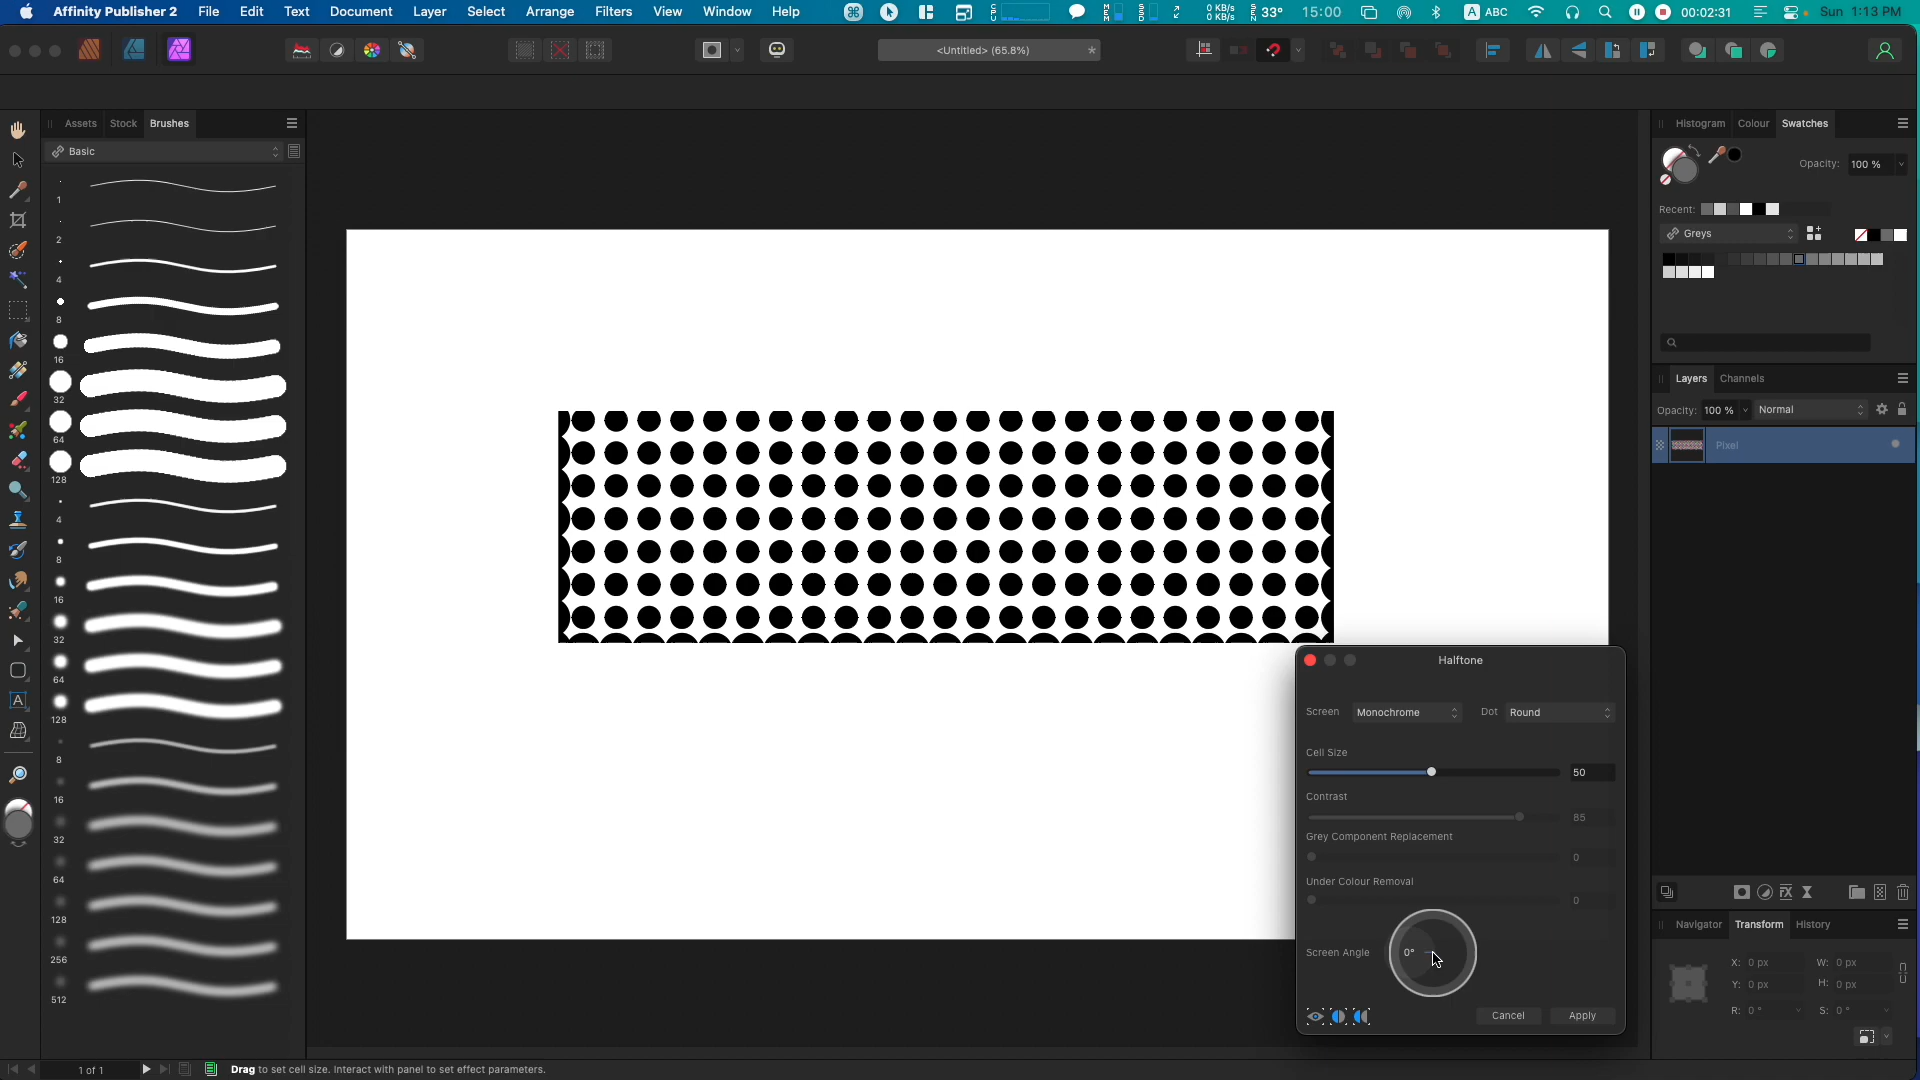 Affinity Publisher 2 File Edit Text Document Layer Select Arrange Filters View Window Help
CPU MEM SSD 0 KB/s 0 KB/s SEN 33° 15:00 A ABC 00:02:31 Sun 1:13 PM
<Untitled> (65.8%) *
Assets Stock Brushes
Basic
1
2
4
8
16
32
64
128
4
8
16
32
64
128
8
16
32
64
128
256
512
A
Histogram Colour Swatches
Opacity: 100 %
Recent:
Greys
Layers Channels
Opacity: 100 % Normal
Pixel
Halftone
Screen Monochrome Dot Round
Cell Size
50
Contrast
85
Grey Component Replacement
0
Under Colour Removal
0
Screen Angle 0°
Cancel Apply
FX
Navigator Transform History
X: 0 px W: 0 px
Y: 0 px H: 0 px
R: 0 ° S: 0 °
1 of 1 Drag to set cell size. Interact with panel to set effect parameters.